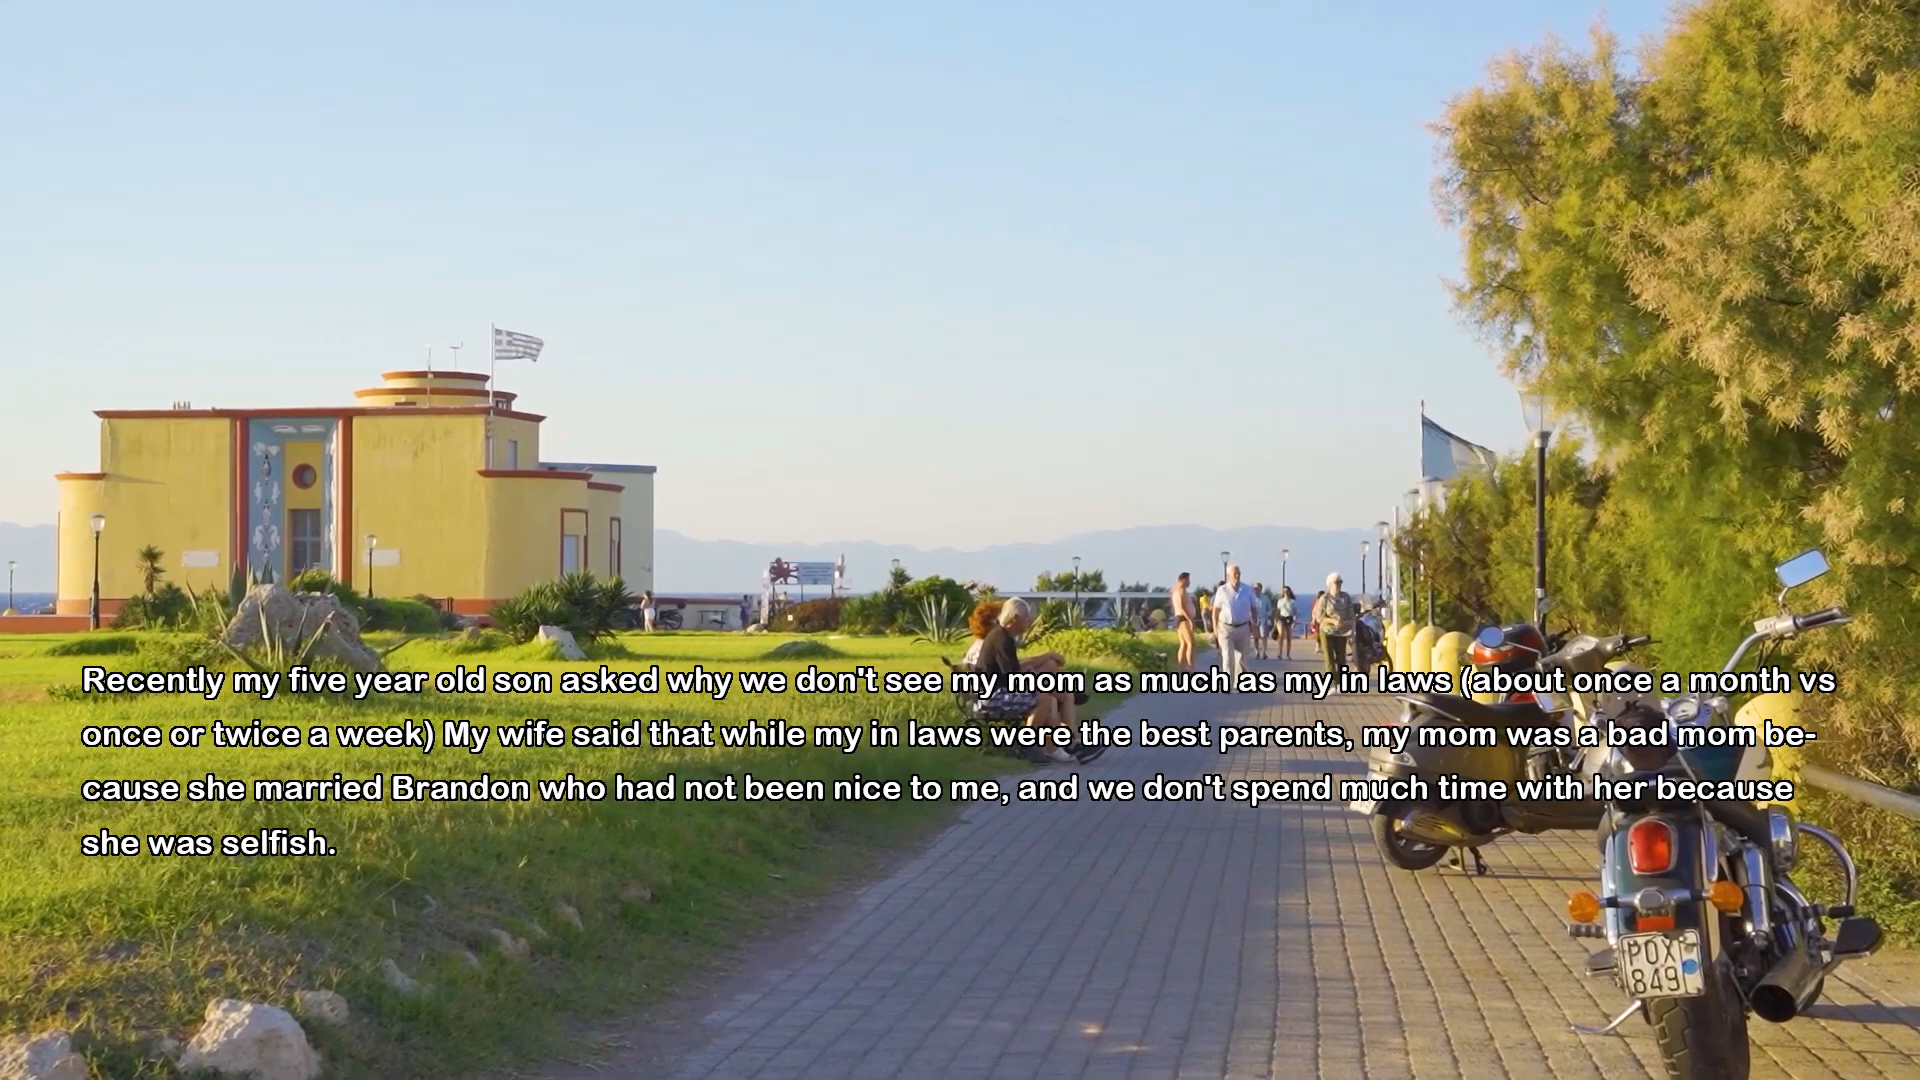 Recently my five year old son asked why we don't see my mom as much as my in laws (about once a month vs
once or twice a week) My wife said that while my in laws were the best parents, my mom was a bad mom be-
cause she married Brandon who had not been nice to me, and we don't spend much time with her because
she was selfish.
POX
849